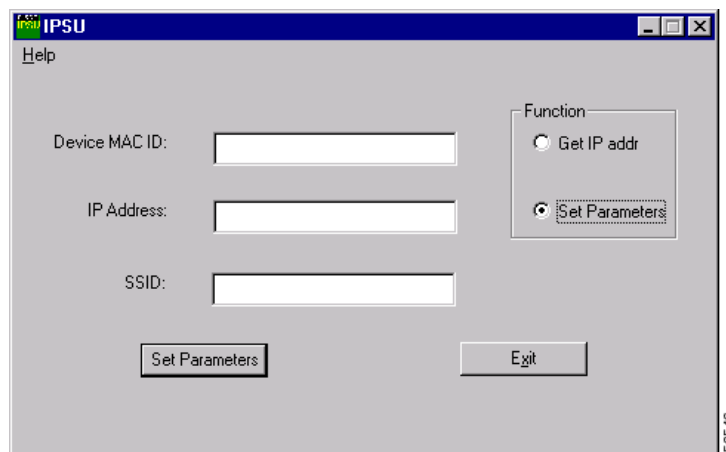 IPSU
Help
Function
Device MAC ID:
Get IP addr
IP Address:
Set Parameters
SSID:
Set Parameters
Exit